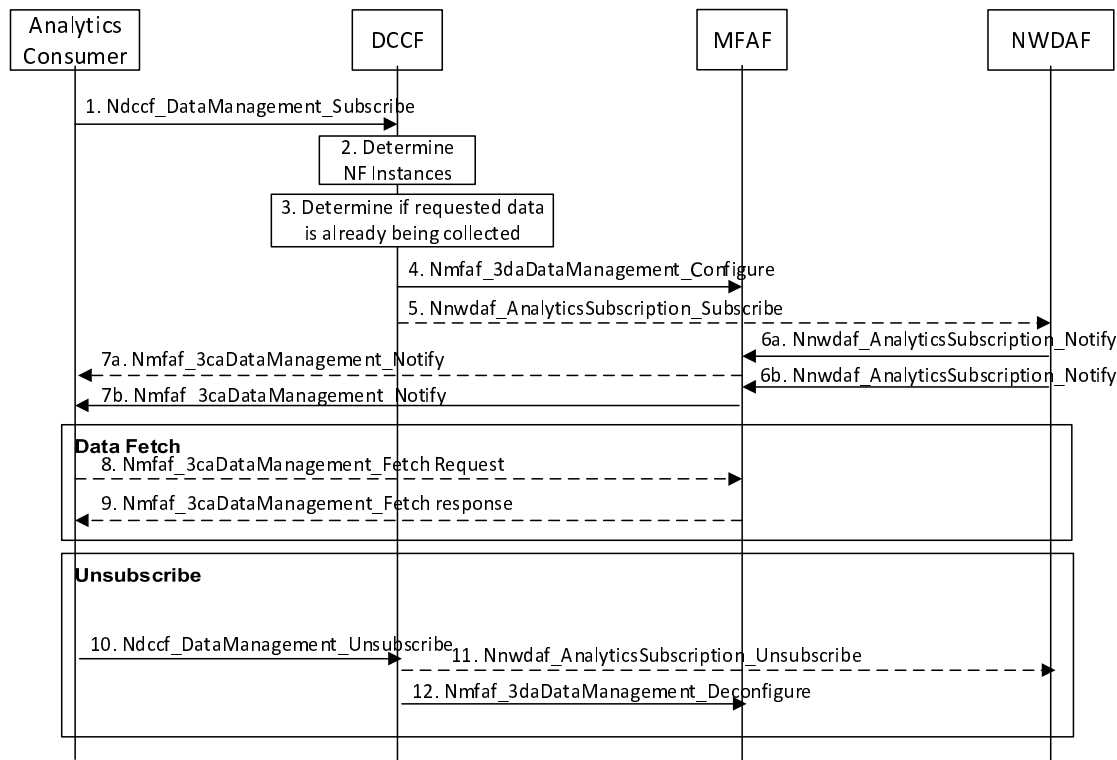 Analytics
Consumer
DCCF
MFAF
NWDAF
1. Ndccf_DataManagement_Subscribe
2. Determine
NF Instances
3. Determine if requested data
is already being collected
4. Nmfaf_3daDataManagement_Configure
5. Nnwdaf_AnalyticsSubscription_Subscribe
6a. Nnwdaf_AnalyticsSubscription_Notify
7a. Nmfaf_3caDataManagement_Notify
6b. Nnwdaf_AnalyticsSubscription_Notify
7b. Nmfaf_3caDataManagement_Notify
Data Fetch
8. Nmfaf_3caDataManagement_Fetch Request
9. Nmfaf_3caDataManagement_Fetch response
Unsubscribe
10. Ndccf_DataManagement_Unsubscribe
11. Nnwdaf_AnalyticsSubscription_Unsubscribe
12. Nmfaf_3daDataManagement_Deconfigure